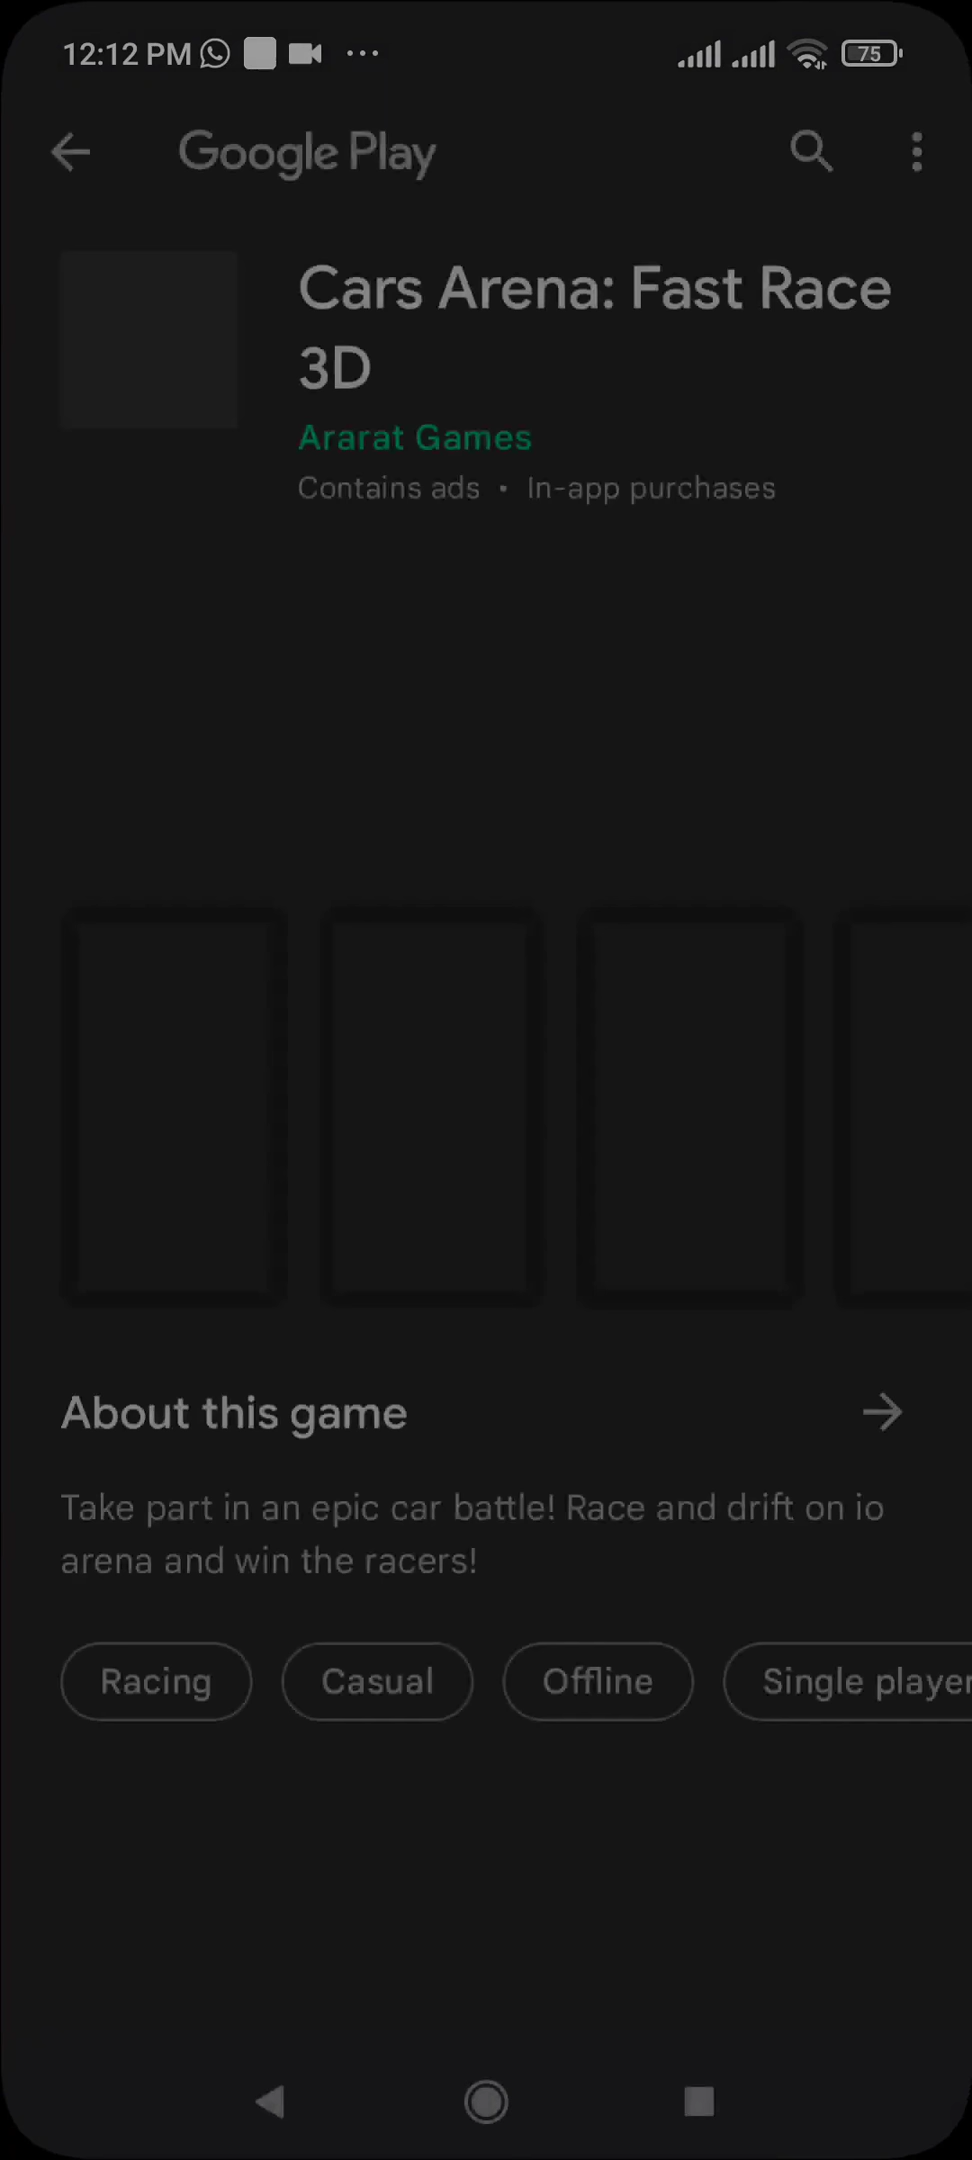 12:12 PM 75
Google Play
Cars Arena: Fast Race
3D
Ararat Games
Contains ads • In-app purchases
About this game
Take part in an epic car battle! Race and drift on io
arena and win the racers!
Racing Casual Offline Single player